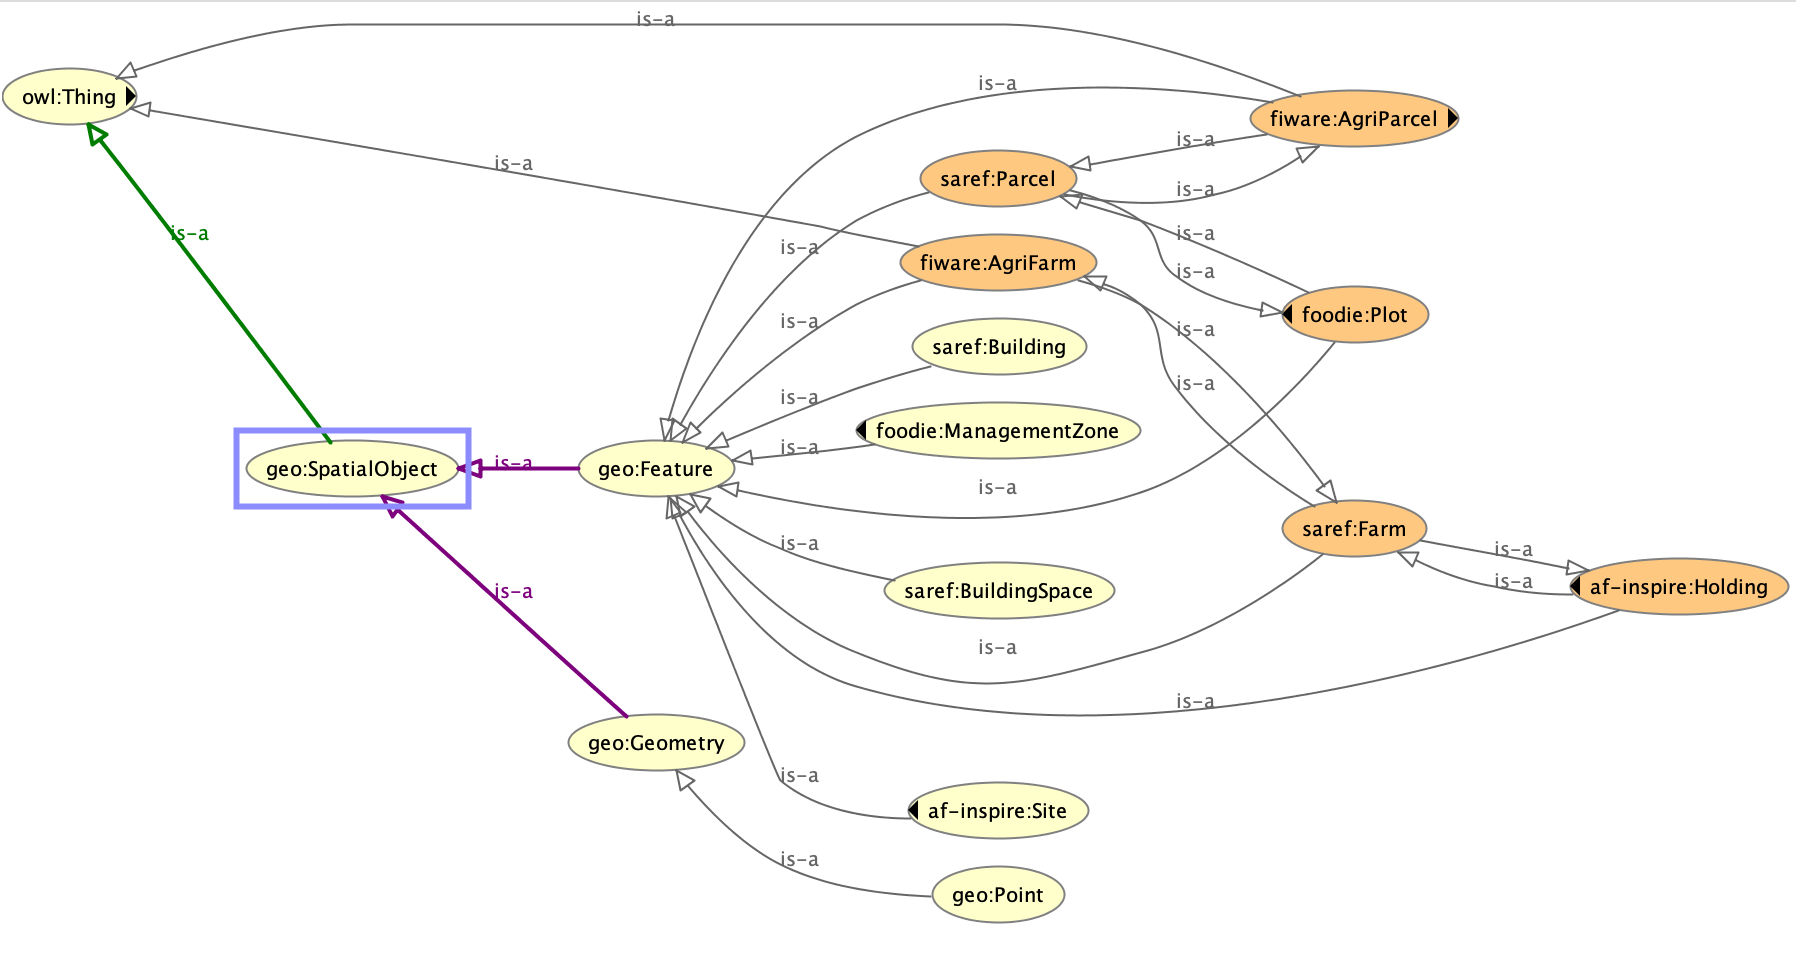 is-a
owl:Thing
is-a
fiware:AgriParcel
is-a
is-a
saref:Parcel
is-a
is-a
is-a
is-a
is-a
fiware:AgriFarm
is-a
foodie:Plot
is-a
is-a
saref:Building
is-a
is-a
foodie:ManagementZone
is-a
geo:SpatialObject
is-a
geo:Feature
is-a
saref:Farm
is-a
is-a
is-a
af-inspire:Holding
is-a
saref:BuildingSpace
is-a
is-a
geo:Geometry
is-a
af-inspire:Site
is-a
geo:Point